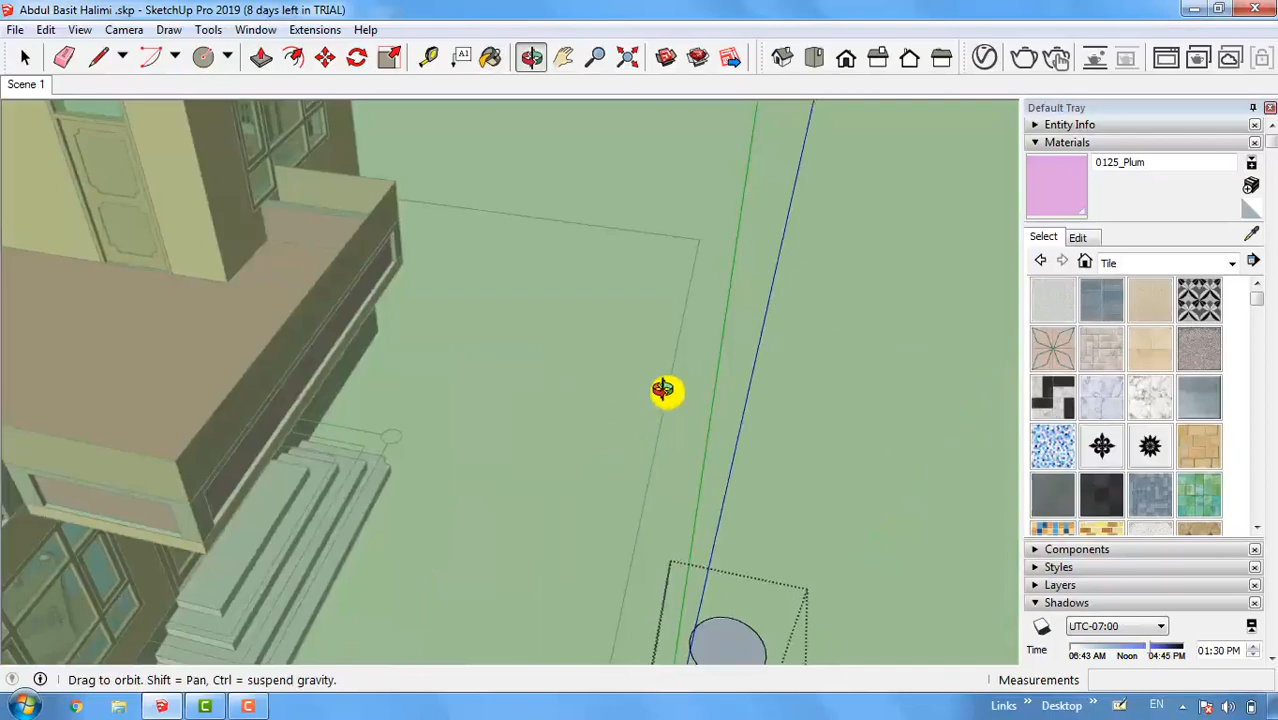 Abdul Basit Halimi .skp - SketchUp Pro 2019 (8 days left in TRIAL)
File Edit View Camera Draw Tools Window Extensions Help
Scene 1
Default Tray
Entity Info
Materials
0125_Plum
Select Edit
Tile
Components
Styles
Layers
Shadows
UTC-07:00
Time 06:43 AM Noon 04:45 PM 01:30 PM
Drag to orbit. Shift = Pan, Ctrl = suspend gravity.
Measurements
Links » Desktop » EN